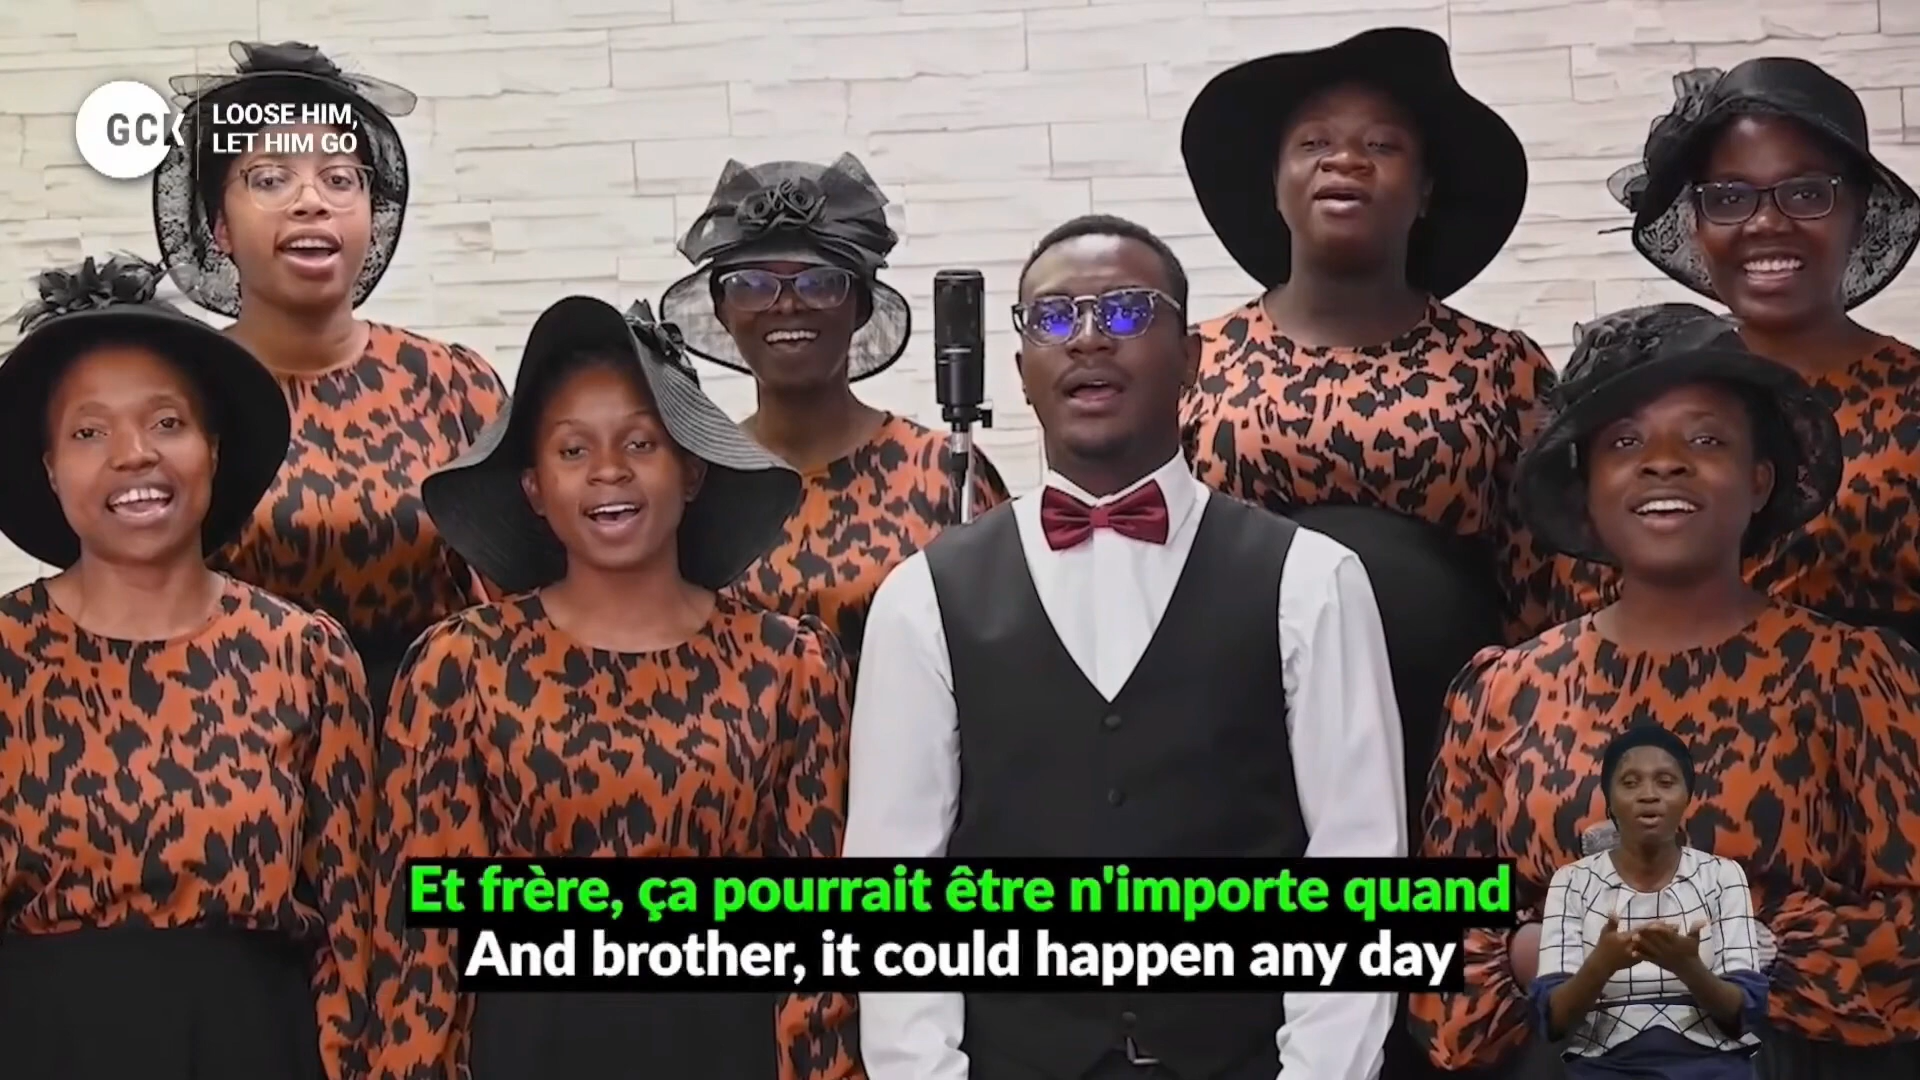 GCK
LOOSE HIM,
LET HIM GO
Et frère, ça pourrait être n'importe quand
And brother, it could happen any day